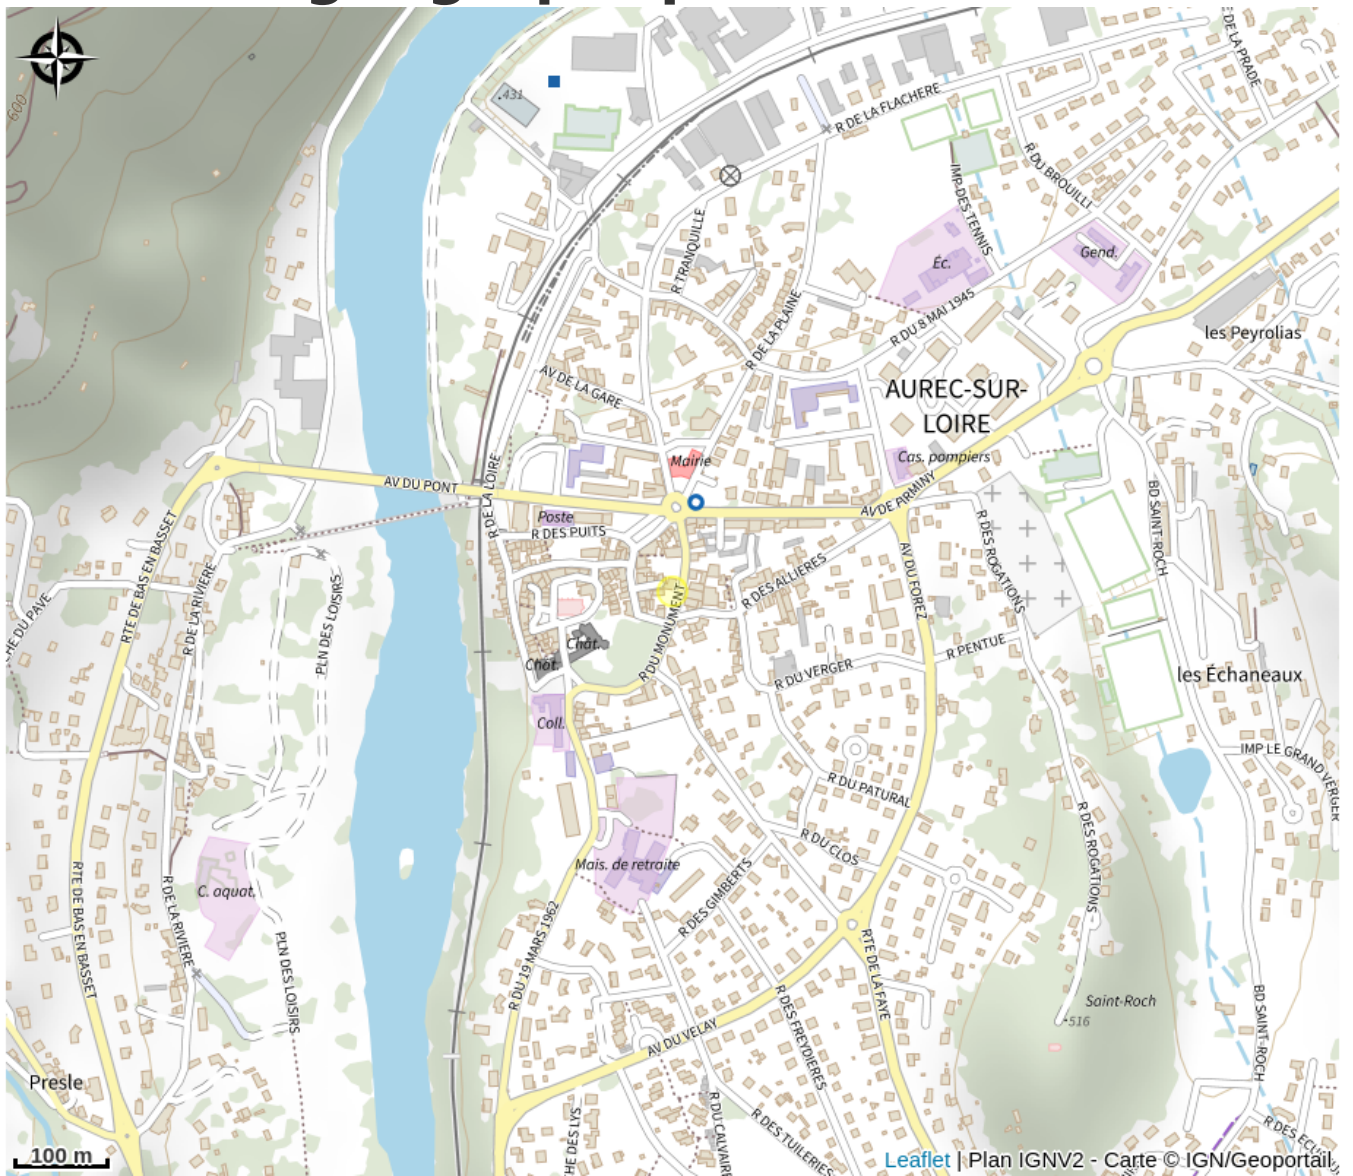 600
431
R DE LA FLACHERE
DE LA PRADE
R DU BROUILLI
IMP DES TENNIS
R TRANQUILLE
Éc.
Gend.
R DE LA PLAINE
R DU 8 MAI 1945
les Peyrolias
AV DE LA GARE
AUREC-SUR-
LOIRE
Mairie
Cas. pompiers
AV DU PONT
R DE LA LOIRE
Poste
R DES PUITS
AV DE ARMINY
BD SAINT-ROCH
RTE DE BAS EN BASSET
R DE LA RIVIERE
PLN DES LOISIRS
CHE DU PAVE
R DES ALLIERES
AV DU FOREZ
R DES ROGATIONS
R DU MONUMENT
Chât.
Chât.
R PENTUE
R DU VERGER
les Échaneaux
Coll.
IMP LE GRAND VERGER
R DU PATURAL
R DU CLOS
R DES ROGATIONS
Mais. de retraite
R DES GIMBERTS
C. aquat.
RTE DE BAS EN BASSET
R DE LA RIVIERE
PLN DES LOISIRS
R DU 19 MARS 1962
RTE DE LA FAYE
R DES FREYDIERES
Saint-Roch
516
BD SAINT-ROCH
AV DU VELAY
Presle
HE DES LYS
R DU CALVAIRE
R DES TUILERIES
R DES ECU
100 m
Leaflet | Plan IGNV2 - Carte © IGN/Geoportail